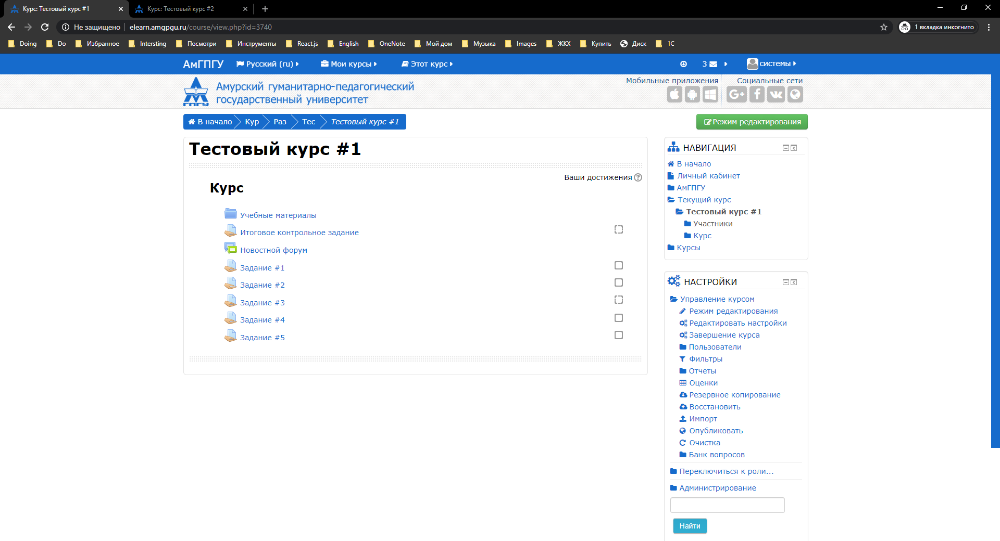 Курс: Тестовый курс #1
Курс: Тестовый курс #2
Не защищено
elearn.amgpgu.ru/course/view.php?id=3740
1 вкладка инкогнито
Doing
Do
Избранное
Intersting
Посмотри
Инструменты
React.js
English
OneNote
Мой дом
Музыка
Images
ЖКХ
Купить
Диск
1С
АмГПГУ
Русский (ru)
Мои курсы
Этот курс
3
системы
ГПГУ
Амурский гуманитарно-педагогический
государственный университет
Мобильные приложения
Социальные сети
В начало
Кур
Раз
Тес
Тестовый курс #1
Режим редактирования
Тестовый курс #1
Ваши достижения
Курс
Учебные материалы
Итоговое контрольное задание
Новостной форум
Задание #1
Задание #2
Задание #3
Задание #4
Задание #5
НАВИГАЦИЯ
В начало
Личный кабинет
АмГПГУ
Текущий курс
Тестовый курс #1
Участники
Курс
Курсы
НАСТРОЙКИ
Управление курсом
Режим редактирования
Редактировать настройки
Завершение курса
Пользователи
Фильтры
Отчеты
Оценки
Резервное копирование
Восстановить
Импорт
Опубликовать
Очистка
Банк вопросов
Переключиться к роли...
Администрирование
Найти